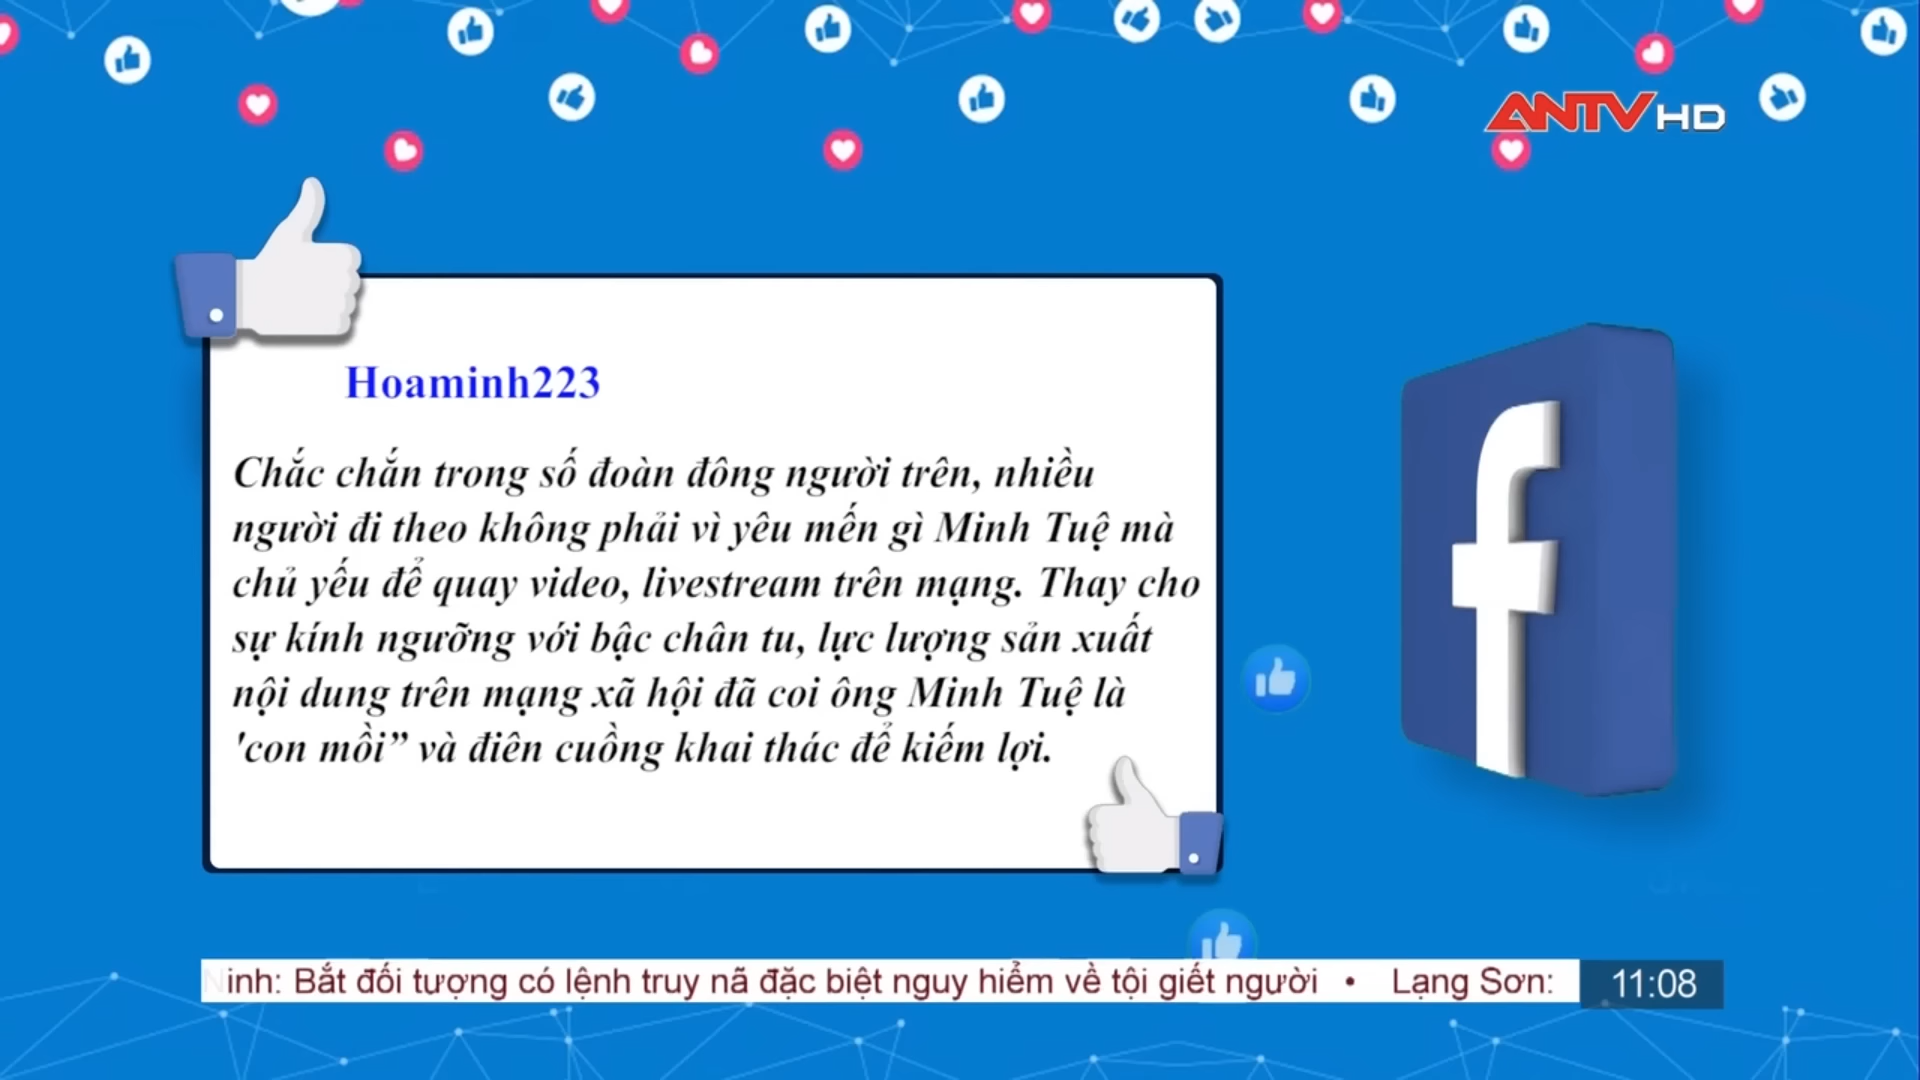 ANTV HD
Hoaminh223
Chắc chắn trong số đoàn đông người trên, nhiều
người đi theo không phải vì yêu mến gì Minh Tuệ mà
chủ yếu để quay video, livestream trên mạng. Thay cho
sự kính ngưỡng với bậc chân tu, lực lượng sản xuất
nội dung trên mạng xã hội đã coi ông Minh Tuệ là
'con mồi” và điên cuồng khai thác để kiếm lợi.
f
Ninh: Bắt đối tượng có lệnh truy nã đặc biệt nguy hiểm về tội giết người • Lạng Sơn: 11:08